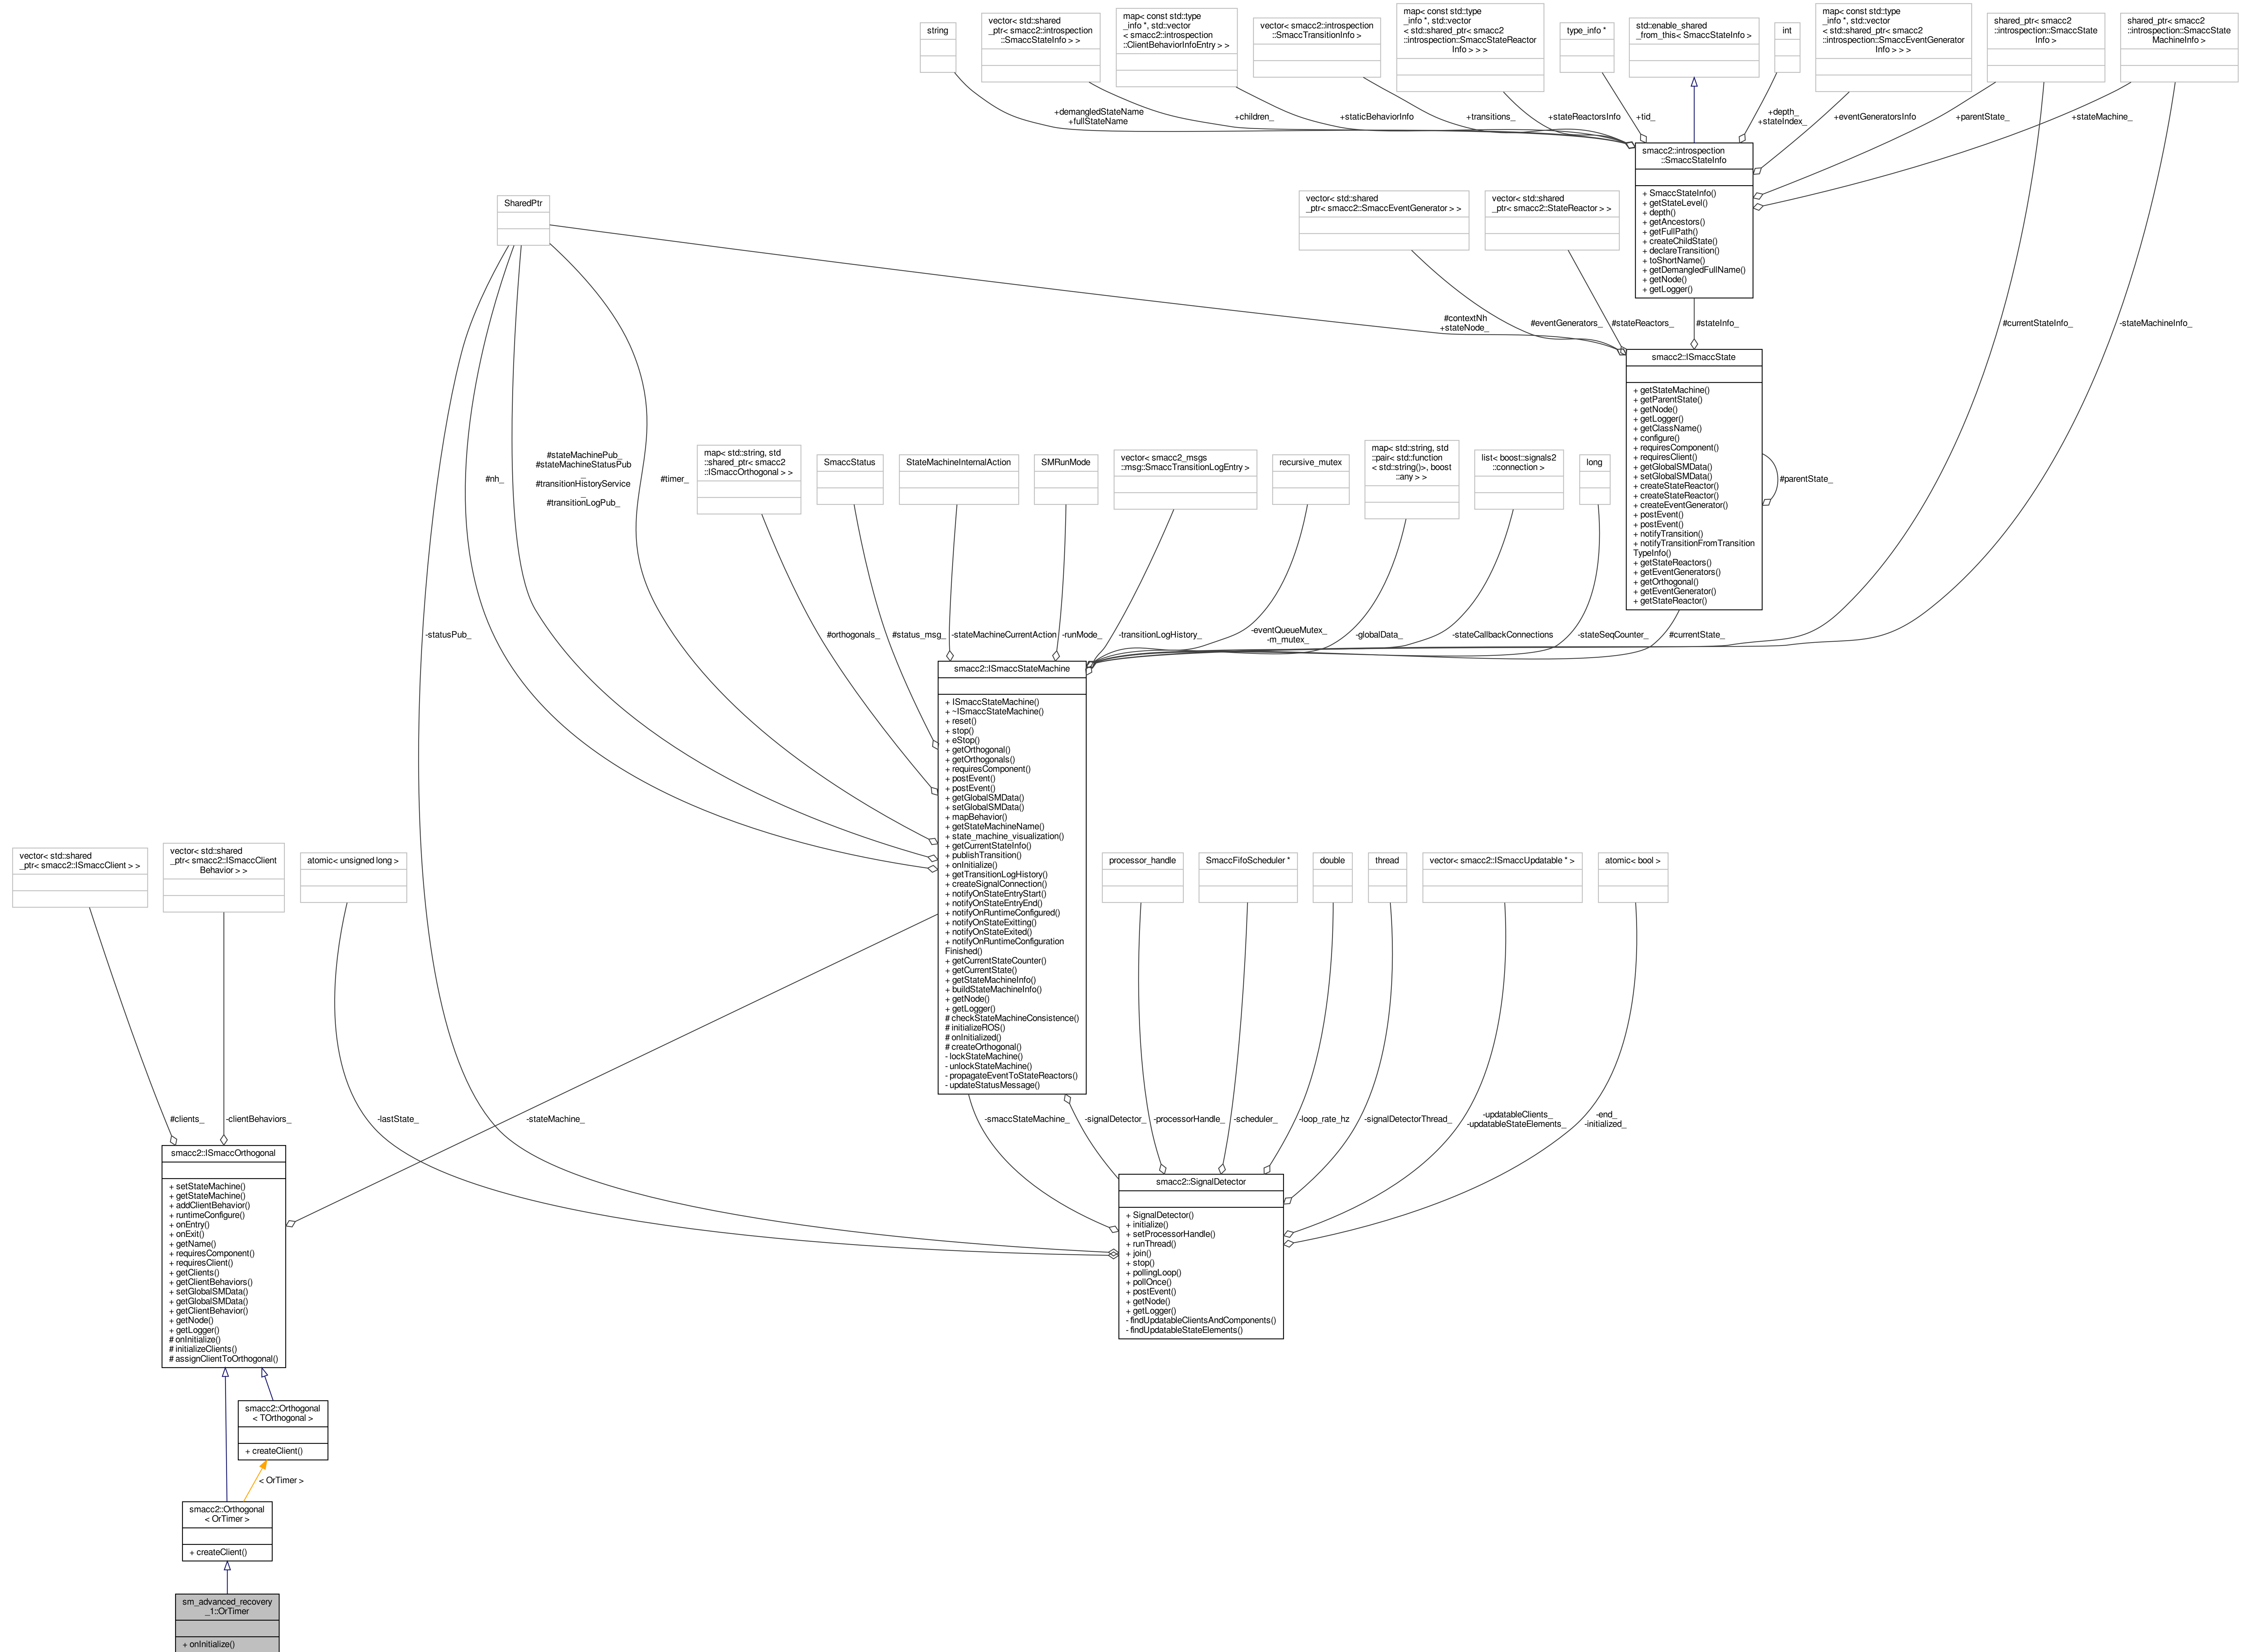 string
vector< std::shared
_ptr< smacc2::introspection
::SmaccStateInfo > >
map< const std::type
_info *, std::vector
< smacc2::introspection
::ClientBehaviorInfoEntry > >
vector< smacc2::introspection
::SmaccTransitionInfo >
map< const std::type
_info *, std::vector
< std::shared_ptr< smacc2
::introspection::SmaccStateReactor
Info > > >
type_info *
std::enable_shared
_from_this< SmaccStateInfo >
int
map< const std::type
_info *, std::vector
< std::shared_ptr< smacc2
::introspection::SmaccEventGenerator
Info > > >
shared_ptr< smacc2
::introspection::SmaccState
Info >
shared_ptr< smacc2
::introspection::SmaccState
MachineInfo >
+demangledStateName
+fullStateName
+children_
+staticBehaviorInfo
+transitions_
+stateReactorsInfo
+tid_
+depth_
+stateIndex_
+eventGeneratorsInfo
+parentState_
+stateMachine_
smacc2::introspection
::SmaccStateInfo
+ SmaccStateInfo()
+ getStateLevel()
+ depth()
+ getAncestors()
+ getFullPath()
+ createChildState()
+ declareTransition()
+ toShortName()
+ getDemangledFullName()
+ getNode()
+ getLogger()
SharedPtr
vector< std::shared
_ptr< smacc2::SmaccEventGenerator > >
vector< std::shared
_ptr< smacc2::StateReactor > >
#contextNh
+stateNode_
#eventGenerators_
#stateReactors_
#stateInfo_
#currentStateInfo_
-stateMachineInfo_
smacc2::ISmaccState
+ getStateMachine()
+ getParentState()
+ getNode()
+ getLogger()
+ getClassName()
+ configure()
+ requiresComponent()
+ requiresClient()
+ getGlobalSMData()
+ setGlobalSMData()
+ createStateReactor()
+ createStateReactor()
+ createEventGenerator()
+ postEvent()
+ postEvent()
+ notifyTransition()
+ notifyTransitionFromTransition
TypeInfo()
+ getStateReactors()
+ getEventGenerators()
+ getOrthogonal()
+ getEventGenerator()
+ getStateReactor()
#parentState_
#nh_
#stateMachinePub_
#stateMachineStatusPub
_
#transitionHistoryService
_
#transitionLogPub_
#timer_
map< std::string, std
::shared_ptr< smacc2
::ISmaccOrthogonal > >
SmaccStatus
StateMachineInternalAction
SMRunMode
vector< smacc2_msgs
::msg::SmaccTransitionLogEntry >
recursive_mutex
map< std::string, std
::pair< std::function
< std::string()>, boost
::any > >
list< boost::signals2
::connection >
long
-statusPub_
#orthogonals_
#status_msg_
-stateMachineCurrentAction
-runMode_
-transitionLogHistory_
-eventQueueMutex_
-m_mutex_
-globalData_
-stateCallbackConnections
-stateSeqCounter_
#currentState_
smacc2::ISmaccStateMachine
+ ISmaccStateMachine()
+ ~ISmaccStateMachine()
+ reset()
+ stop()
+ eStop()
+ getOrthogonal()
+ getOrthogonals()
+ requiresComponent()
+ postEvent()
+ postEvent()
+ getGlobalSMData()
+ setGlobalSMData()
+ mapBehavior()
+ getStateMachineName()
+ state_machine_visualization()
+ getCurrentStateInfo()
+ publishTransition()
+ onInitialize()
+ getTransitionLogHistory()
+ createSignalConnection()
+ notifyOnStateEntryStart()
+ notifyOnStateEntryEnd()
+ notifyOnRuntimeConfigured()
+ notifyOnStateExitting()
+ notifyOnStateExited()
+ notifyOnRuntimeConfiguration
Finished()
+ getCurrentStateCounter()
+ getCurrentState()
+ getStateMachineInfo()
+ buildStateMachineInfo()
+ getNode()
+ getLogger()
# checkStateMachineConsistence()
# initializeROS()
# onInitialized()
# createOrthogonal()
- lockStateMachine()
- unlockStateMachine()
- propagateEventToStateReactors()
- updateStatusMessage()
vector< std::shared
_ptr< smacc2::ISmaccClient > >
vector< std::shared
_ptr< smacc2::ISmaccClient
Behavior > >
atomic< unsigned long >
processor_handle
SmaccFifoScheduler *
double
thread
vector< smacc2::ISmaccUpdatable * >
atomic< bool >
#clients_
-clientBehaviors_
-lastState_
-stateMachine_
-smaccStateMachine_
-signalDetector_
-processorHandle_
-scheduler_
-loop_rate_hz
-signalDetectorThread_
-updatableClients_
-updatableStateElements_
-end_
-initialized_
smacc2::ISmaccOrthogonal
+ setStateMachine()
+ getStateMachine()
+ addClientBehavior()
+ runtimeConfigure()
+ onEntry()
+ onExit()
+ getName()
+ requiresComponent()
+ requiresClient()
+ getClients()
+ getClientBehaviors()
+ setGlobalSMData()
+ getGlobalSMData()
+ getClientBehavior()
+ getNode()
+ getLogger()
# onInitialize()
# initializeClients()
# assignClientToOrthogonal()
smacc2::SignalDetector
+ SignalDetector()
+ initialize()
+ setProcessorHandle()
+ runThread()
+ join()
+ stop()
+ pollingLoop()
+ pollOnce()
+ postEvent()
+ getNode()
+ getLogger()
- findUpdatableClientsAndComponents()
- findUpdatableStateElements()
smacc2::Orthogonal
< TOrthogonal >
+ createClient()
< OrTimer >
smacc2::Orthogonal
< OrTimer >
+ createClient()
sm_advanced_recovery
_1::OrTimer
+ onInitialize()